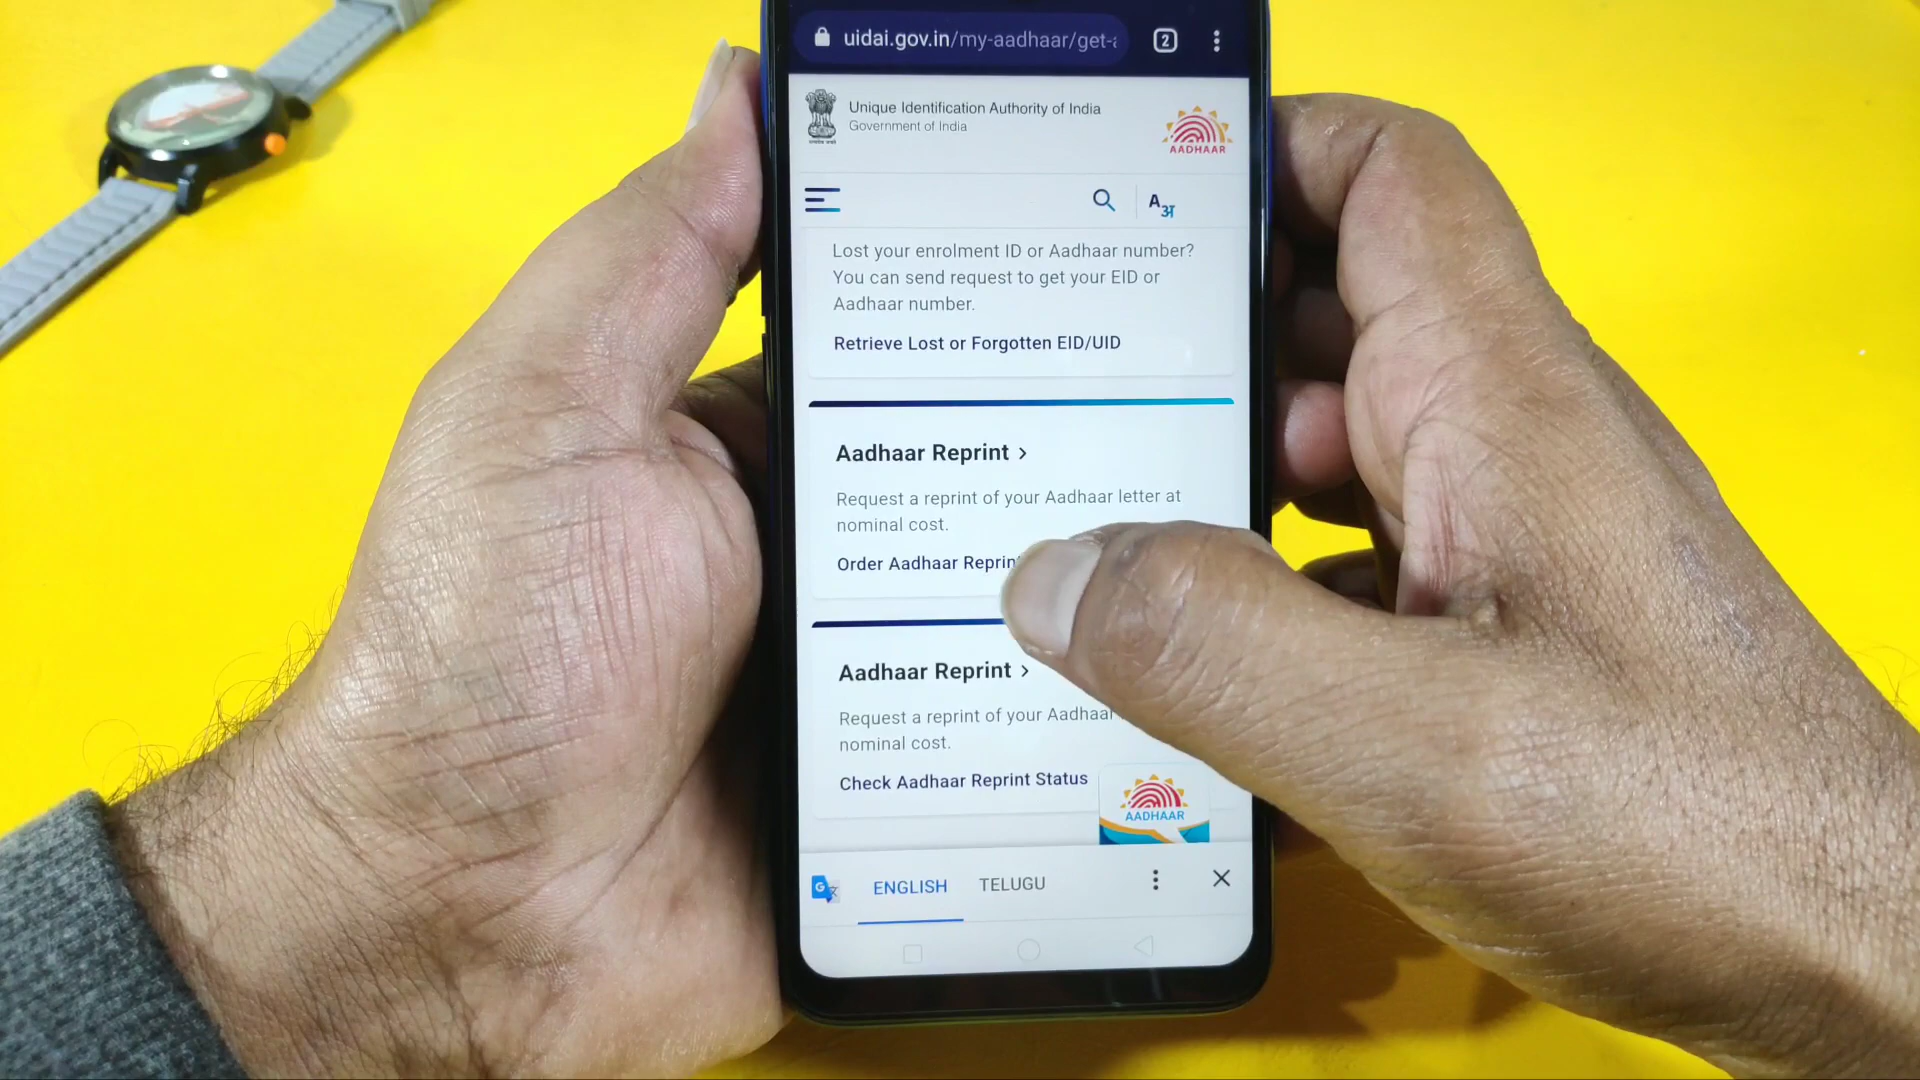 uidai.gov.in/my-aadhaar/get-
2
Unique Identification Authority of India
Government of India
AADHAAR
A अ
Lost your enrolment ID or Aadhaar number?
You can send request to get your EID or
Aadhaar number.
Retrieve Lost or Forgotten EID/UID
Aadhaar Reprint >
Request a reprint of your Aadhaar letter at
nominal cost.
Order Aadhaar Reprin
Aadhaar Reprint >
Request a reprint of your Aadhaar
nominal cost.
Check Aadhaar Reprint Status
AADHAAR
G
ENGLISH TELUGU